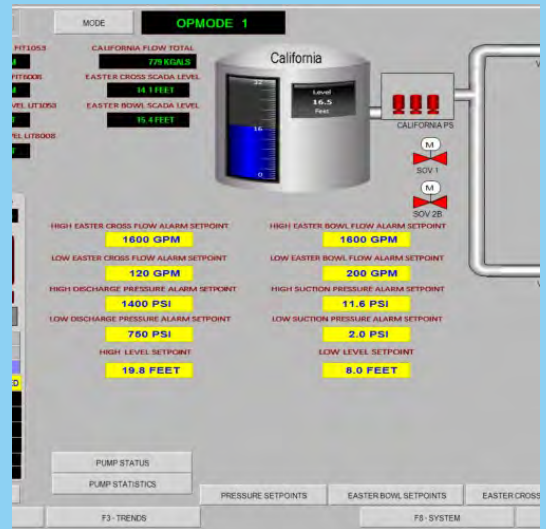 MODE
OPMODE 1
FIT1053
CALIFORNIA FLOW TOTAL
779 KGALS
EASTER CROSS SCADA LEVEL
14.1 FEET
LIT1053
EASTER BOWL SCADA LEVEL
15.4 FEET
LIT8008
California
32
16
0
Level
16.5
Feet
CALIFORNIA PS
M
SOV 1
M
SOV 2B
HIGH EASTER CROSS FLOW ALARM SETPOINT
1600 GPM
HIGH EASTER BOWL FLOW ALARM SETPOINT
1600 GPM
LOW EASTER CROSS FLOW ALARM SETPOINT
120 GPM
LOW EASTER BOWL FLOW ALARM SETPOINT
200 GPM
HIGH DISCHARGE PRESSURE ALARM SETPOINT
1400 PSI
HIGH SUCTION PRESSURE ALARM SETPOINT
11.6 PSI
LOW DISCHARGE PRESSURE ALARM SETPOINT
750 PSI
LOW SUCTION PRESSURE ALARM SETPOINT
2.0 PSI
HIGH LEVEL SETPOINT
19.8 FEET
LOW LEVEL SETPOINT
8.0 FEET
PUMP STATUS
PUMP STATISTICS
PRESSURE SETPOINTS
EASTER BOWL SETPOINTS
EASTER CROSS
F3 - TRENDS
F8 - SYSTEM